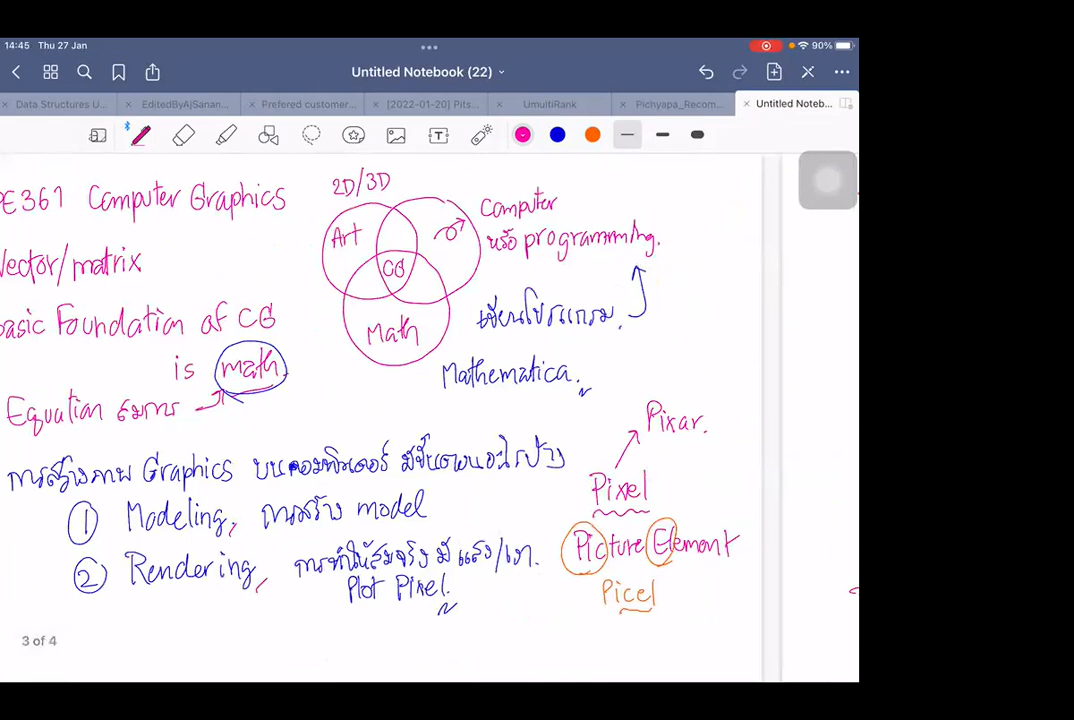 14:45 Thu 27 Jan
90%
Untitled Notebook (22)
Data Structures U...
EditedByAjSanan...
Prefered customer...
[2022-01-20] Pits...
UmultiRank
Pichyapa_Recom...
Untitled Noteb...
PE361 Computer Graphics
2D/3D
Art
CG
Math
Computer
หรือ programming.
Vector/matrix
Basic Foundation of CG
is math
เขียนโปรแกรม.
Mathematica.
Equation สมการ
Pixar.
การสร้างภาพ Graphics บนคอมพิวเตอร์ มีขั้นตอนอะไรบ้าง
Pixel
① Modeling, การสร้าง model
Picture Element
② Rendering, การทำให้สมจริง มี แสง/เงา.
Plot Pixel.
Picel
3 of 4